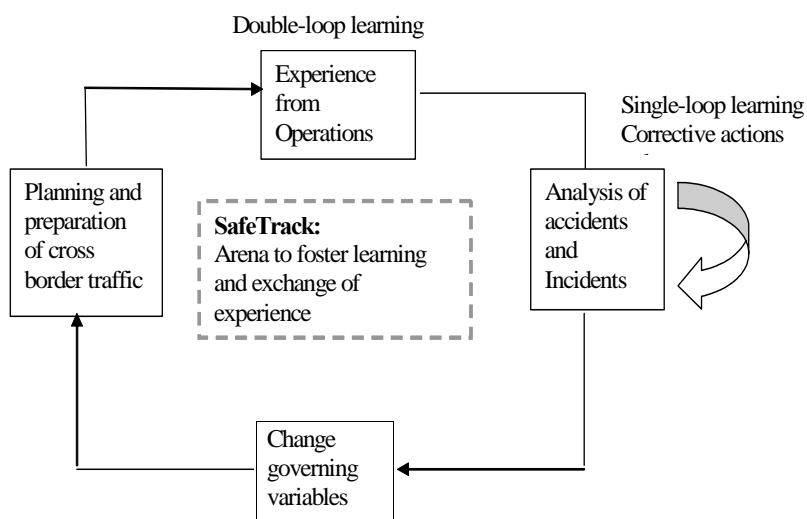 Double-loop learning
Experience
from
Operations
Single-loop learning
Corrective actions
Planning and
preparation
of cross
border traffic
SafeTrack:
Arena to foster learning
and exchange of
experience
Analysis of
accidents
and
Incidents
Change
governing
variables